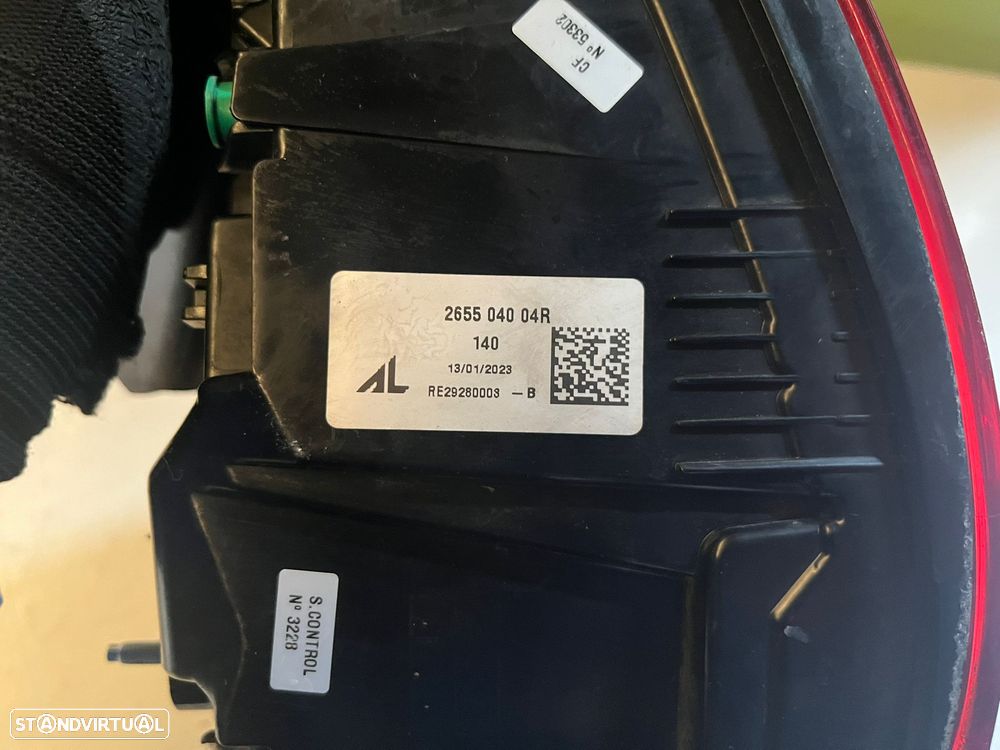 CF
Nº 53302
2655 040 04R
140
13/01/2023
AL
RE29280003 - B
S.CONTROL
Nº 3228
STANDVIRTUAL